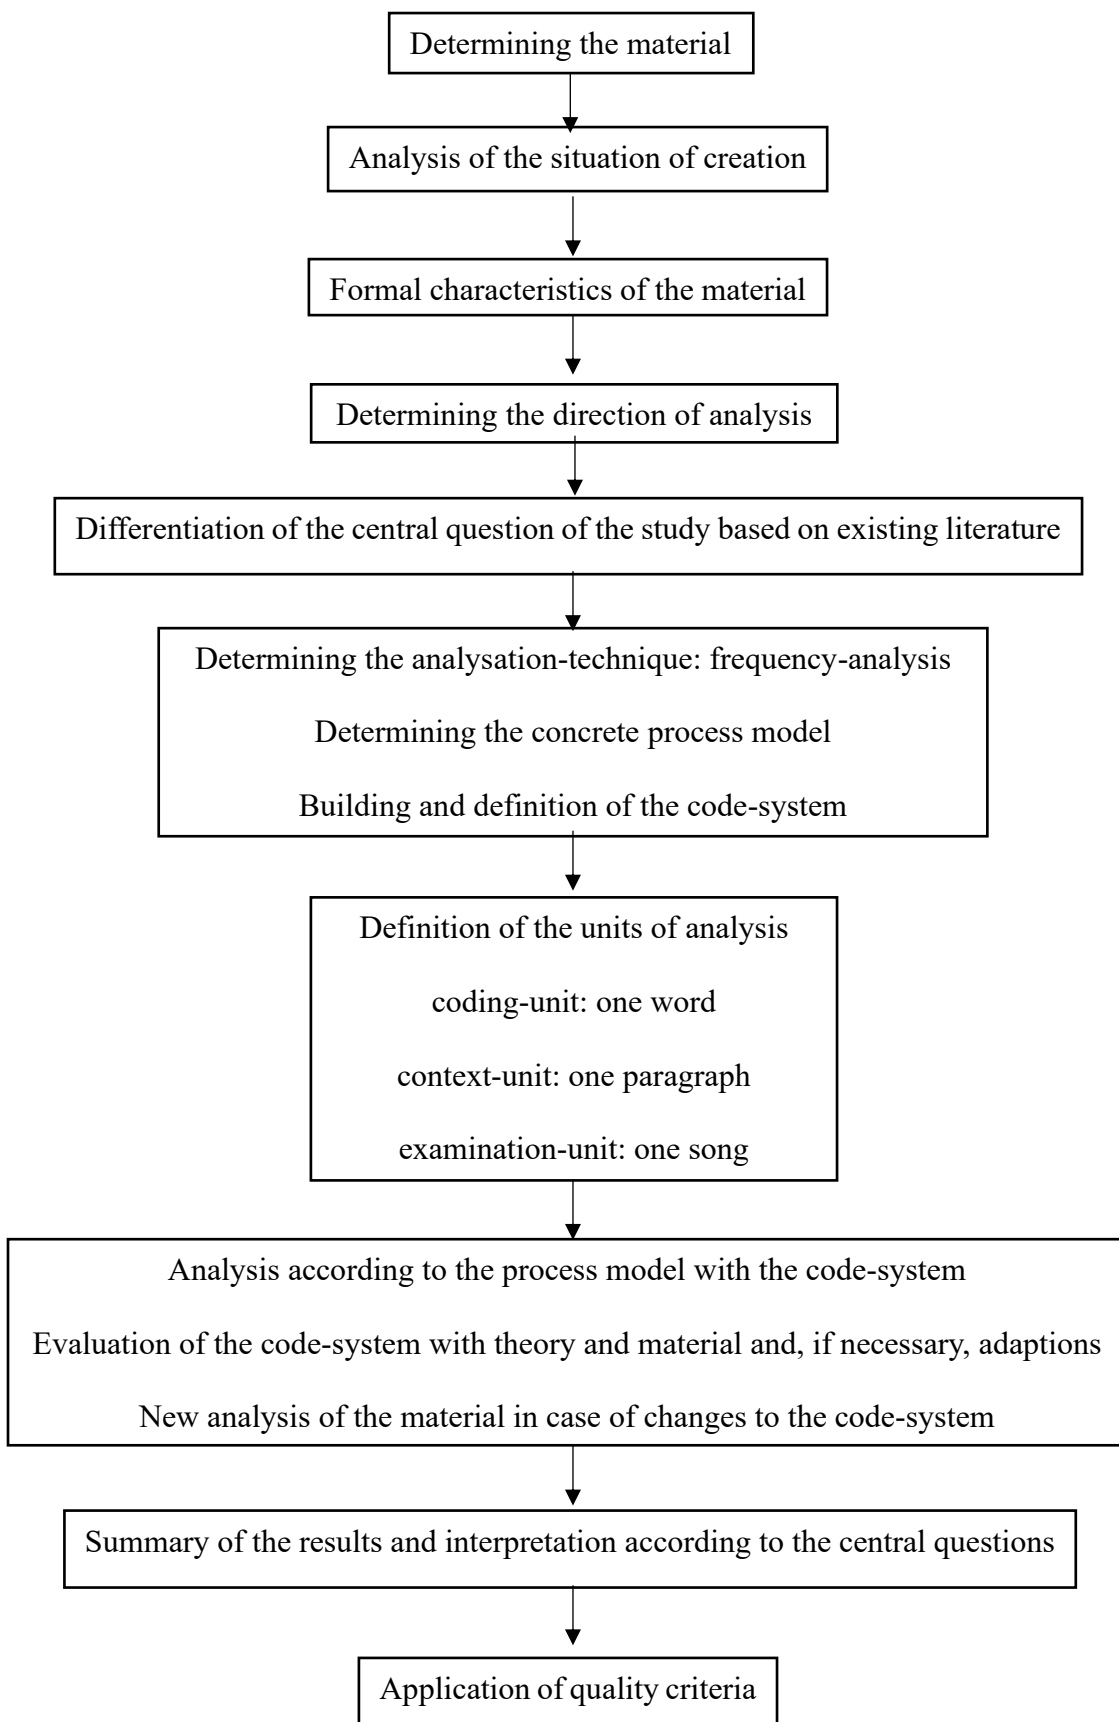 Determining the material
Analysis of the situation of creation
Formal characteristics of the material
Determining the direction of analysis
Differentiation of the central question of the study based on existing literature
Determining the analysation-technique: frequency-analysis
Determining the concrete process model
Building and definition of the code-system
Definition of the units of analysis
coding-unit: one word
context-unit: one paragraph
examination-unit: one song
Analysis according to the process model with the code-system
Evaluation of the code-system with theory and material and, if necessary, adaptions
New analysis of the material in case of changes to the code-system
Summary of the results and interpretation according to the central questions
Application of quality criteria